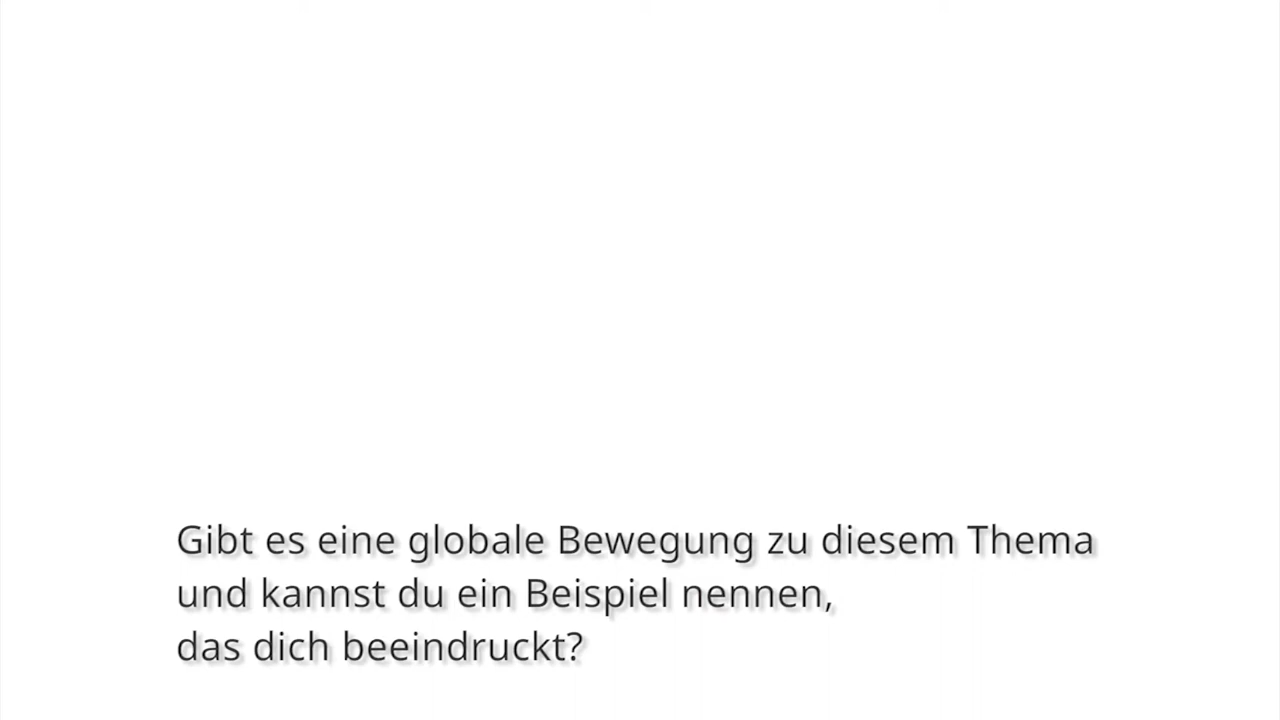 Gibt es eine globale Bewegung zu diesem Thema
und kannst du ein Beispiel nennen,
das dich beeindruckt?